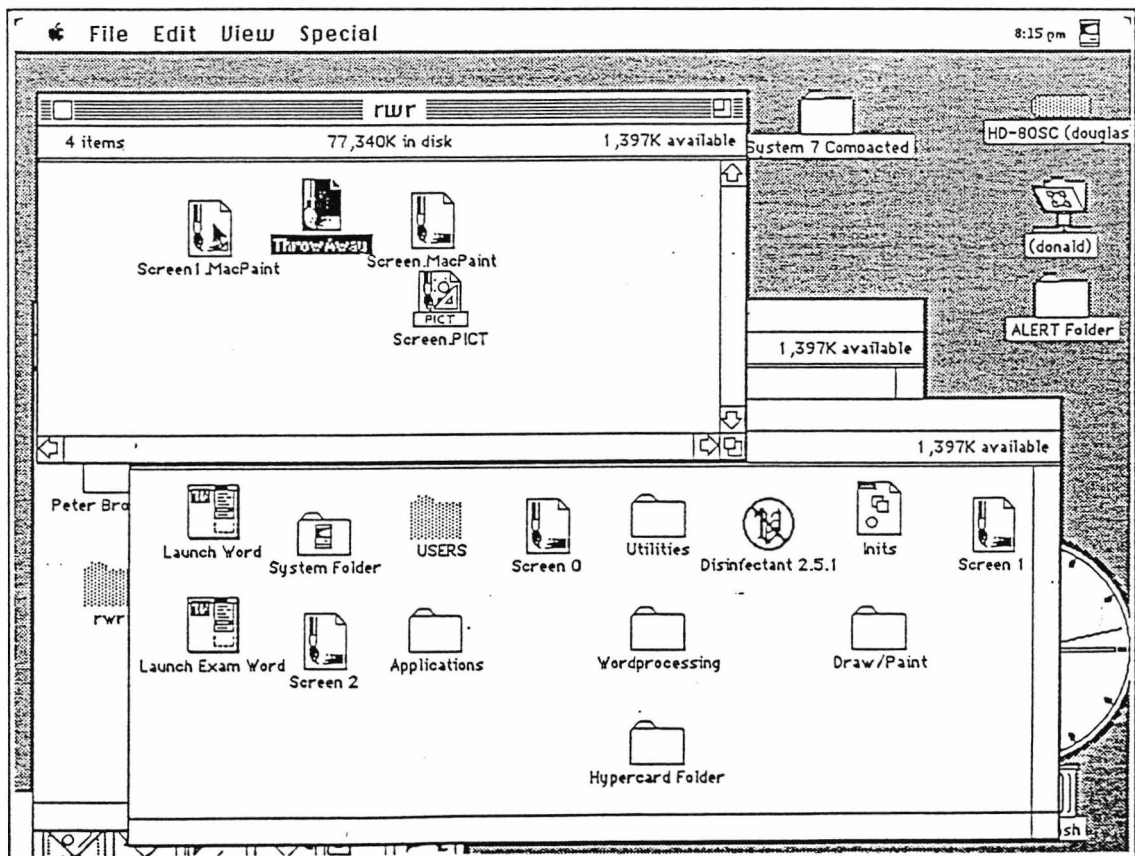 File Edit View Special
8:15 pm
rwr
4 items 77,340K in disk 1,397K available
Screen1.MacPaint
ThrowAway
Screen.MacPaint
PICT
Screen.PICT
System 7 Compacted
HD-80SC (douglas
(donald)
ALERT Folder
1,397K available
1,397K available
Peter Bro
rwr
Launch Word
System Folder
USERS
Screen 0
Utilities
Disinfectant 2.5.1
Inits
Screen 1
Launch Exam Word
Screen 2
Applications
Wordprocessing
Draw/Paint
Hypercard Folder
sh